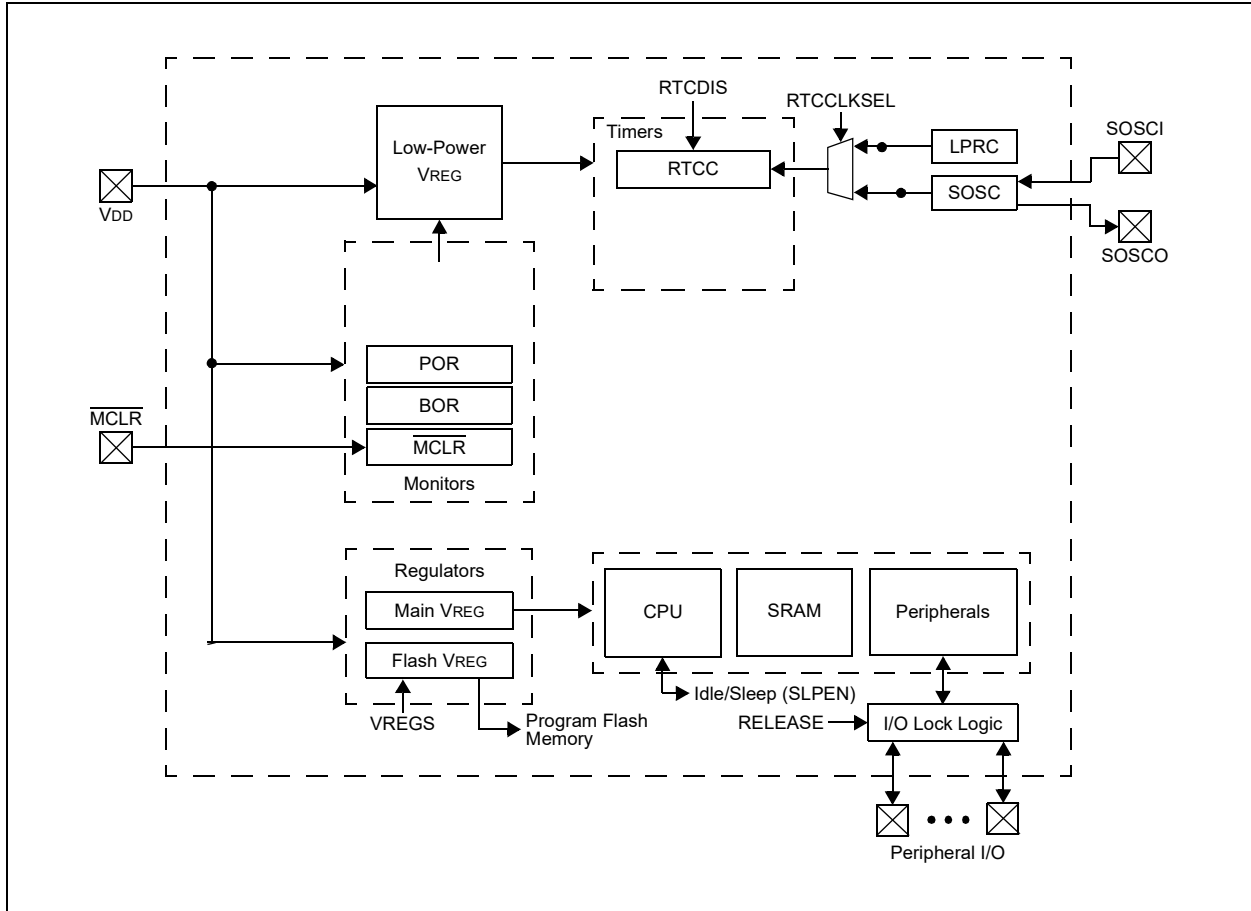 RTCDIS
RTCCLKSEL
Timers
SOSCI
Low-Power
VREG
LPRC
RTCC
SOSC
VDD
SOSCO
POR
MCLR
BOR
MCLR
Monitors
Regulators
Main VREG
CPU
SRAM
Peripherals
Flash VREG
Idle/Sleep (SLPEN)
VREGS
Program Flash
Memory
RELEASE
I/O Lock Logic
Peripheral I/O